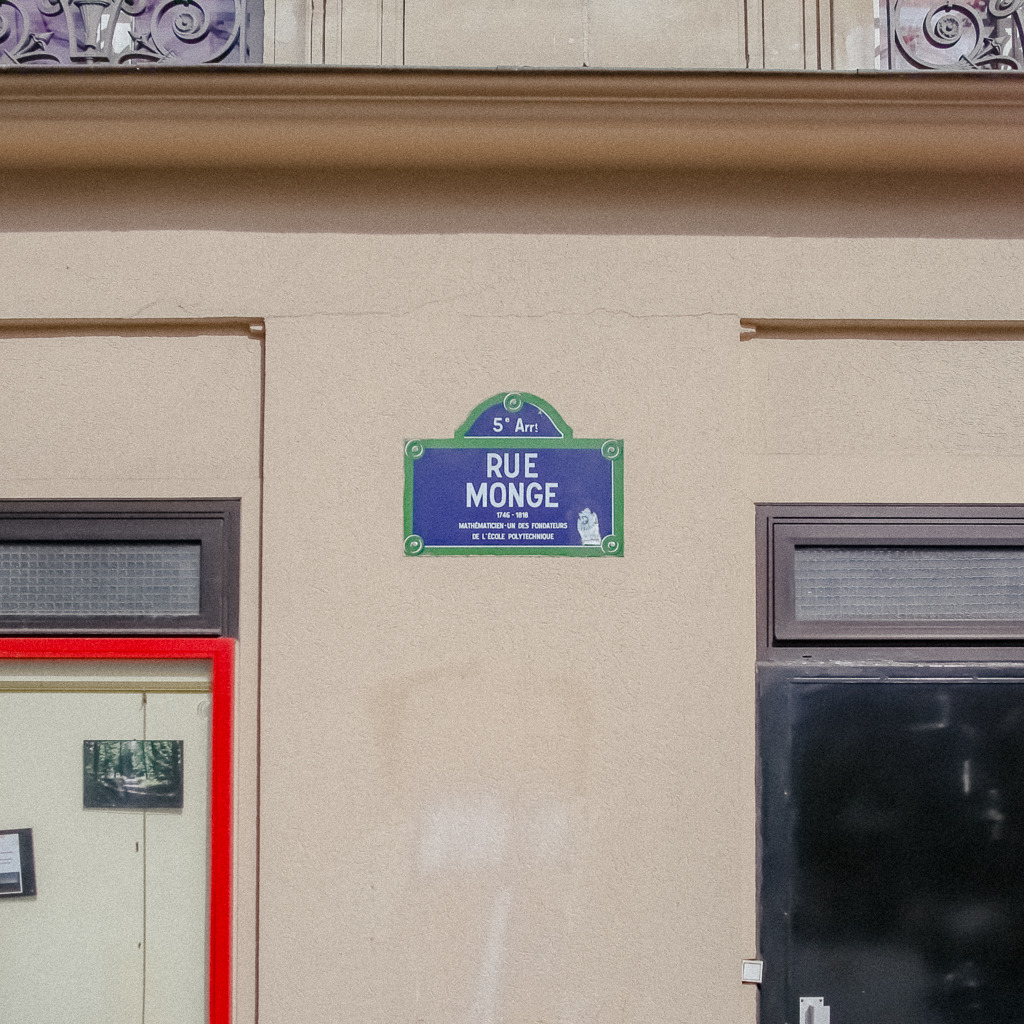 5e Arrt
RUE
MONGE
1746 - 1818
MATHÉMATICIEN-UN DES FONDATEURS
DE L'ÉCOLE POLYTECHNIQUE